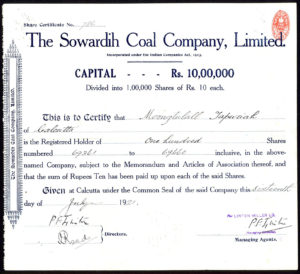 Share Certificate No.
The Sowardih Coal Company, Limited.
Incorporated under the Indian Companies Act, 1913.
CAPITAL - - - Rs. 10,00,000
Divided into 1,00,000 Shares of Rs. 10 each.
This is to Certify that
of Calcutta
is the Registered Holder of One hundred Shares
numbered to inclusive, in the above-
named Company, subject to the Memorandum and Articles of Association thereof, and
that the sum of Rupees Ten has been paid up upon each of the said Shares.
Given at Calcutta under the Common Seal of the said Company this
day of 192
Directors.
Managing Agents.
The Sowardih Coal Company, Limited.